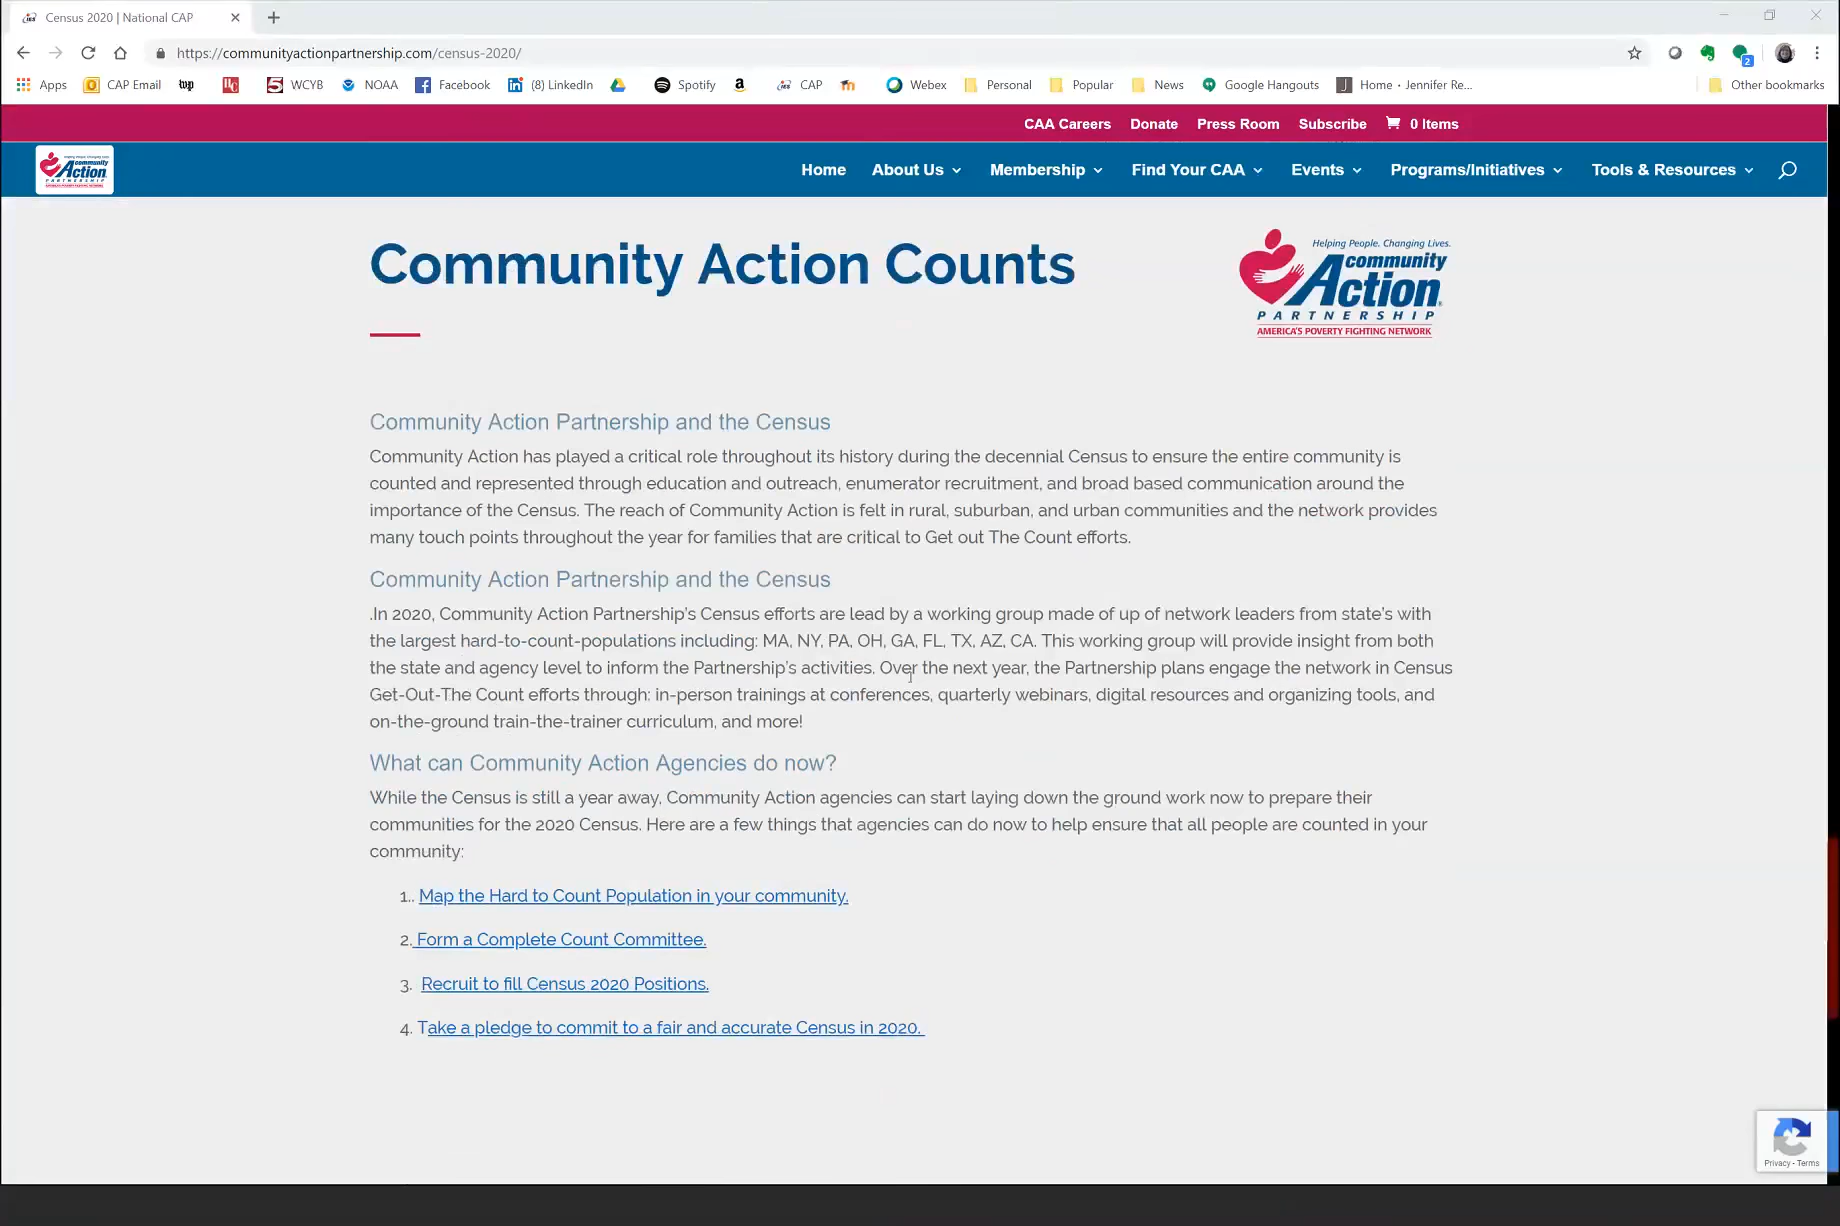 Census 2020 | National CAP
https://communityactionpartnership.com/census-2020/
2
Apps CAP Email wp WCYB NOAA Facebook (8) LinkedIn Spotify CAP Webex Personal Popular News Google Hangouts Home · Jennifer Re... Other bookmarks
CAA Careers Donate Press Room Subscribe 0 Items
Home About Us Membership Find Your CAA Events Programs/Initiatives Tools & Resources
Community Action Counts
Helping People. Changing Lives.
community
Action
PARTNERSHIP
AMERICA'S POVERTY FIGHTING NETWORK
Community Action Partnership and the Census
Community Action has played a critical role throughout its history during the decennial Census to ensure the entire community is
counted and represented through education and outreach, enumerator recruitment, and broad based communication around the
importance of the Census. The reach of Community Action is felt in rural, suburban, and urban communities and the network provides
many touch points throughout the year for families that are critical to Get out The Count efforts.
Community Action Partnership and the Census
.In 2020, Community Action Partnership's Census efforts are lead by a working group made of up of network leaders from state's with
the largest hard-to-count-populations including: MA, NY, PA, OH, GA, FL, TX, AZ, CA. This working group will provide insight from both
the state and agency level to inform the Partnership's activities. Over the next year, the Partnership plans engage the network in Census
Get-Out-The Count efforts through: in-person trainings at conferences, quarterly webinars, digital resources and organizing tools, and
on-the-ground train-the-trainer curriculum, and more!
What can Community Action Agencies do now?
While the Census is still a year away, Community Action agencies can start laying down the ground work now to prepare their
communities for the 2020 Census. Here are a few things that agencies can do now to help ensure that all people are counted in your
community:
1.. Map the Hard to Count Population in your community.
2. Form a Complete Count Committee.
3. Recruit to fill Census 2020 Positions.
4. Take a pledge to commit to a fair and accurate Census in 2020.
Privacy - Terms